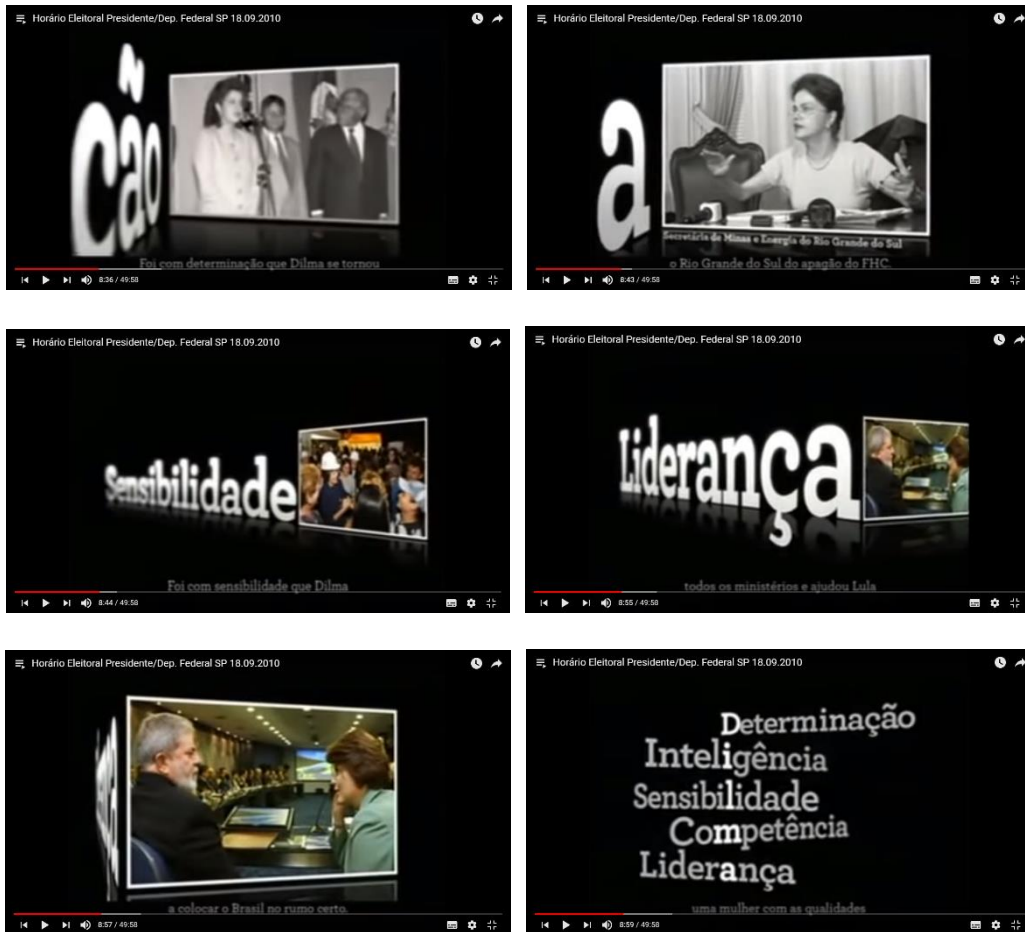 Horário Eleitoral Presidente/Dep. Federal SP 18.09.2010
ção
Foi com determinação que Dilma se tornou
8:36 / 49:58
Horário Eleitoral Presidente/Dep. Federal SP 18.09.2010
a
Secretária de Minas e Energia do Rio Grande do Sul
o Rio Grande do Sul do apagão do FHC.
8:43 / 49:58
Horário Eleitoral Presidente/Dep. Federal SP 18.09.2010
Sensibilidade
Foi com sensibilidade que Dilma
8:44 / 49:58
Horário Eleitoral Presidente/Dep. Federal SP 18.09.2010
Liderança
todos os ministérios e ajudou Lula
8:55 / 49:58
Horário Eleitoral Presidente/Dep. Federal SP 18.09.2010
a colocar o Brasil no rumo certo.
8:57 / 49:58
Horário Eleitoral Presidente/Dep. Federal SP 18.09.2010
Determinação
Inteligência
Sensibilidade
Competência
Liderança
uma mulher com as qualidades
8:59 / 49:58